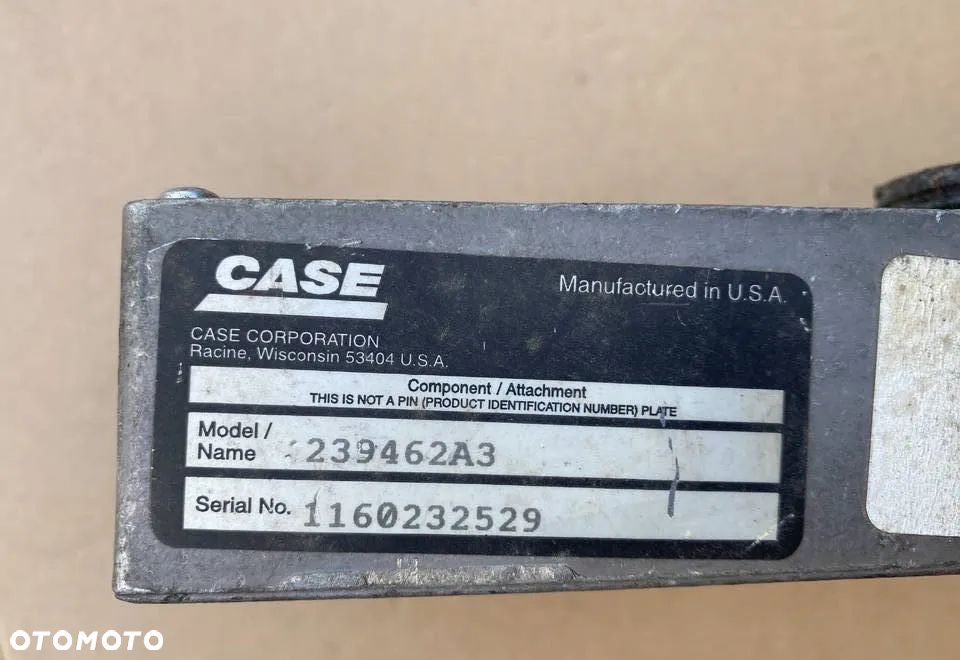 CASE
Manufactured in U.S.A.
CASE CORPORATION
Racine, Wisconsin 53404 U.S.A.
Component / Attachment
THIS IS NOT A PIN (PRODUCT IDENTIFICATION NUMBER) PLATE
Model / Name 239462A3
Serial No. 1160232529
OTOMOTO